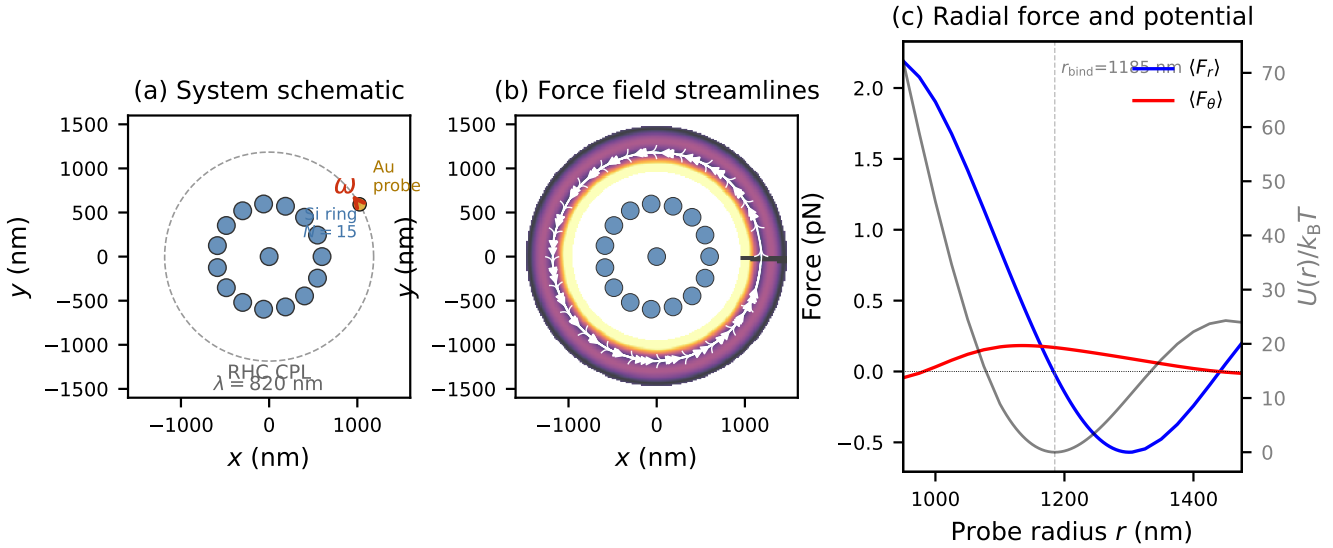 (a) System schematic
1500
1000
500
0
−500
−1000
−1500
y (nm)
−1000
0
1000
x (nm)
ω
Au
probe
Si ring
N = 15
RHC CPL
λ = 820 nm
(b) Force field streamlines
1500
1000
500
0
−500
−1000
−1500
y (nm)
−1000
0
1000
x (nm)
(c) Radial force and potential
2.0
1.5
1.0
0.5
0.0
−0.5
Force (pN)
1000
1200
1400
Probe radius r (nm)
r_bind=1185 nm
⟨F_r⟩
⟨F_θ⟩
70
60
50
40
30
20
10
0
U(r)/k_BT